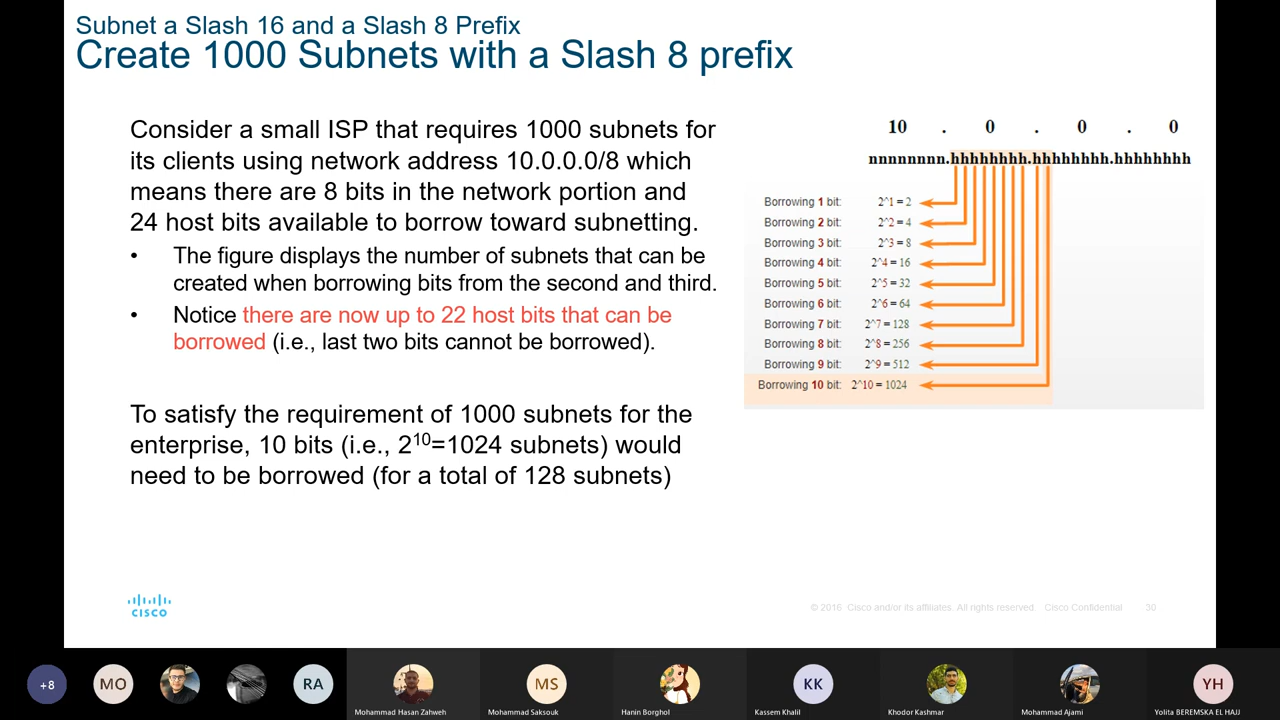 Subnet a Slash 16 and a Slash 8 Prefix
Create 1000 Subnets with a Slash 8 prefix
Consider a small ISP that requires 1000 subnets for
its clients using network address 10.0.0.0/8 which
means there are 8 bits in the network portion and
24 host bits available to borrow toward subnetting.
• The figure displays the number of subnets that can be
created when borrowing bits from the second and third.
• Notice there are now up to 22 host bits that can be
borrowed (i.e., last two bits cannot be borrowed).
To satisfy the requirement of 1000 subnets for the
enterprise, 10 bits (i.e., 2¹⁰=1024 subnets) would
need to be borrowed (for a total of 128 subnets)
10 . 0 . 0 . 0
nnnnnnnn.hhhhhhhh.hhhhhhhh.hhhhhhhh
Borrowing 1 bit: 2^1 = 2
Borrowing 2 bit: 2^2 = 4
Borrowing 3 bit: 2^3 = 8
Borrowing 4 bit: 2^4 = 16
Borrowing 5 bit: 2^5 = 32
Borrowing 6 bit: 2^6 = 64
Borrowing 7 bit: 2^7 = 128
Borrowing 8 bit: 2^8 = 256
Borrowing 9 bit: 2^9 = 512
Borrowing 10 bit: 2^10 = 1024
CISCO
© 2016 Cisco and/or its affiliates. All rights reserved. Cisco Confidential 30
+8 MO RA MS KK YH
Mohammad Hasan Zahweh Mohammad Saksouk Hanin Borghol Kassem Khalil Khodor Kashmar Mohammad Ajami Yolita BEREMSKA EL HAJJ